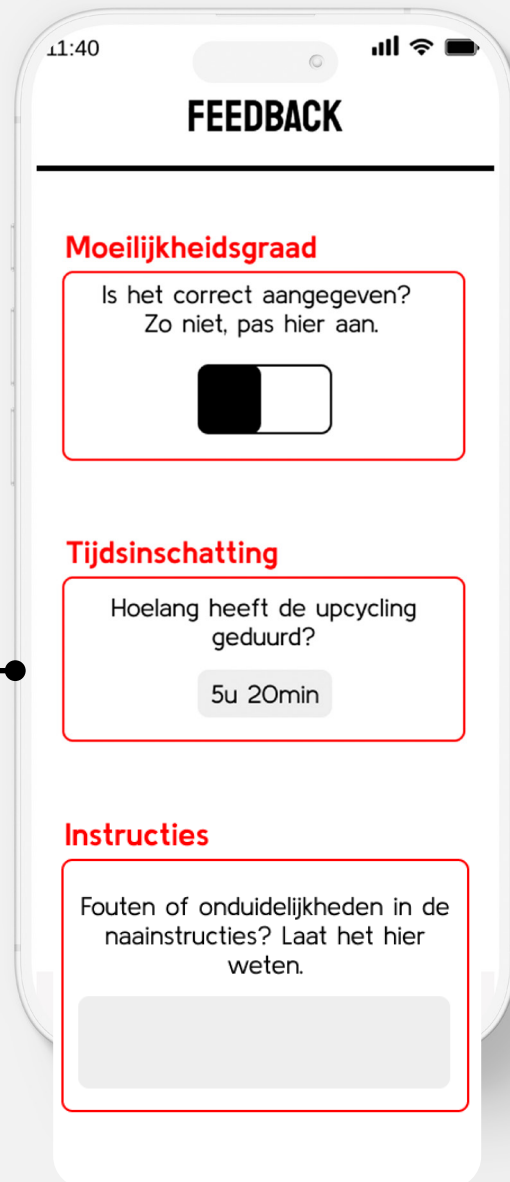 11:40
FEEDBACK
Moeilijkheidsgraad
Is het correct aangegeven?
Zo niet, pas hier aan.
Tijdsinschatting
Hoelang heeft de upcycling
geduurd?
5u 20min
Instructies
Fouten of onduidelijkheden in de
naainstructies? Laat het hier
weten.